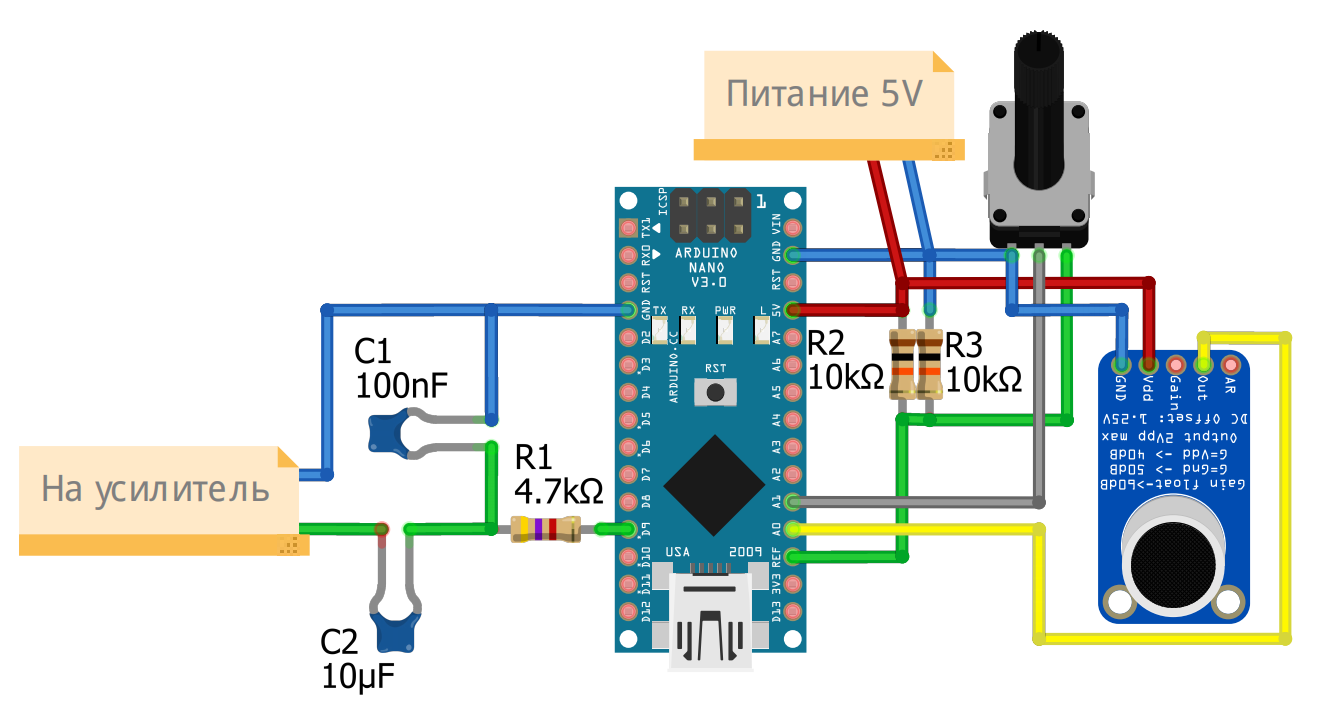 Питание 5V
ICSP
1
TX1
RX0
RST
GND
D2
D3
D4
D5
D6
D7
D8
D9
D10
D11
D12
VIN
GND
RST
5V
A7
A6
A5
A4
A3
A2
A1
A0
REF
3V3
D13
ARDUINO
NANO
V3.0
TX
RX
PWR
L
ARDUINO.CC
RST
USA
2009
C1
100nF
На усилитель
R1
4.7kΩ
C2
10μF
R2
10kΩ
R3
10kΩ
GND
Vdd
Gain
Out
AR
DC Offset: 1.25V
Output 2Vpp max
G=Vdd -> 40dB
G=Gnd -> 50dB
Gain float->60dB